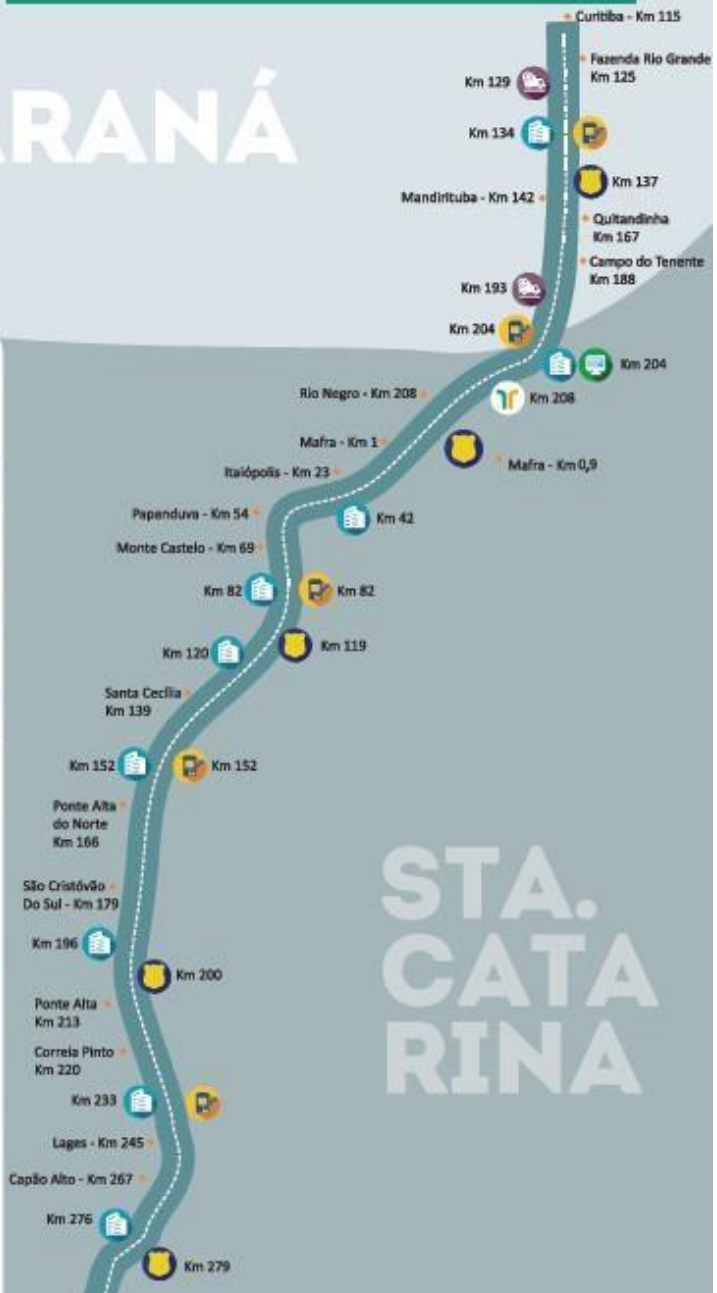 Curitiba - Km 115
Fazenda Rio Grande
Km 125
Km 129
ARANÁ
Km 134
Km 137
Mandirituba - Km 142
Quitandinha
Km 167
Campo do Tenente
Km 188
Km 193
Km 204
Km 204
Rio Negro - Km 208
Km 208
Mafra - Km 1
Mafra - Km 0,9
Itaiópolis - Km 23
Papanduva - Km 54
Km 42
Monte Castelo - Km 69
Km 82
Km 82
Km 119
Km 120
Santa Cecília
Km 139
Km 152
Km 152
Ponte Alta
do Norte
Km 166
STA.
CATA
RINA
São Cristóvão
Do Sul - Km 179
Km 196
Km 200
Ponte Alta
Km 213
Correia Pinto
Km 220
Km 233
Lages - Km 245
Capão Alto - Km 267
Km 276
Km 279